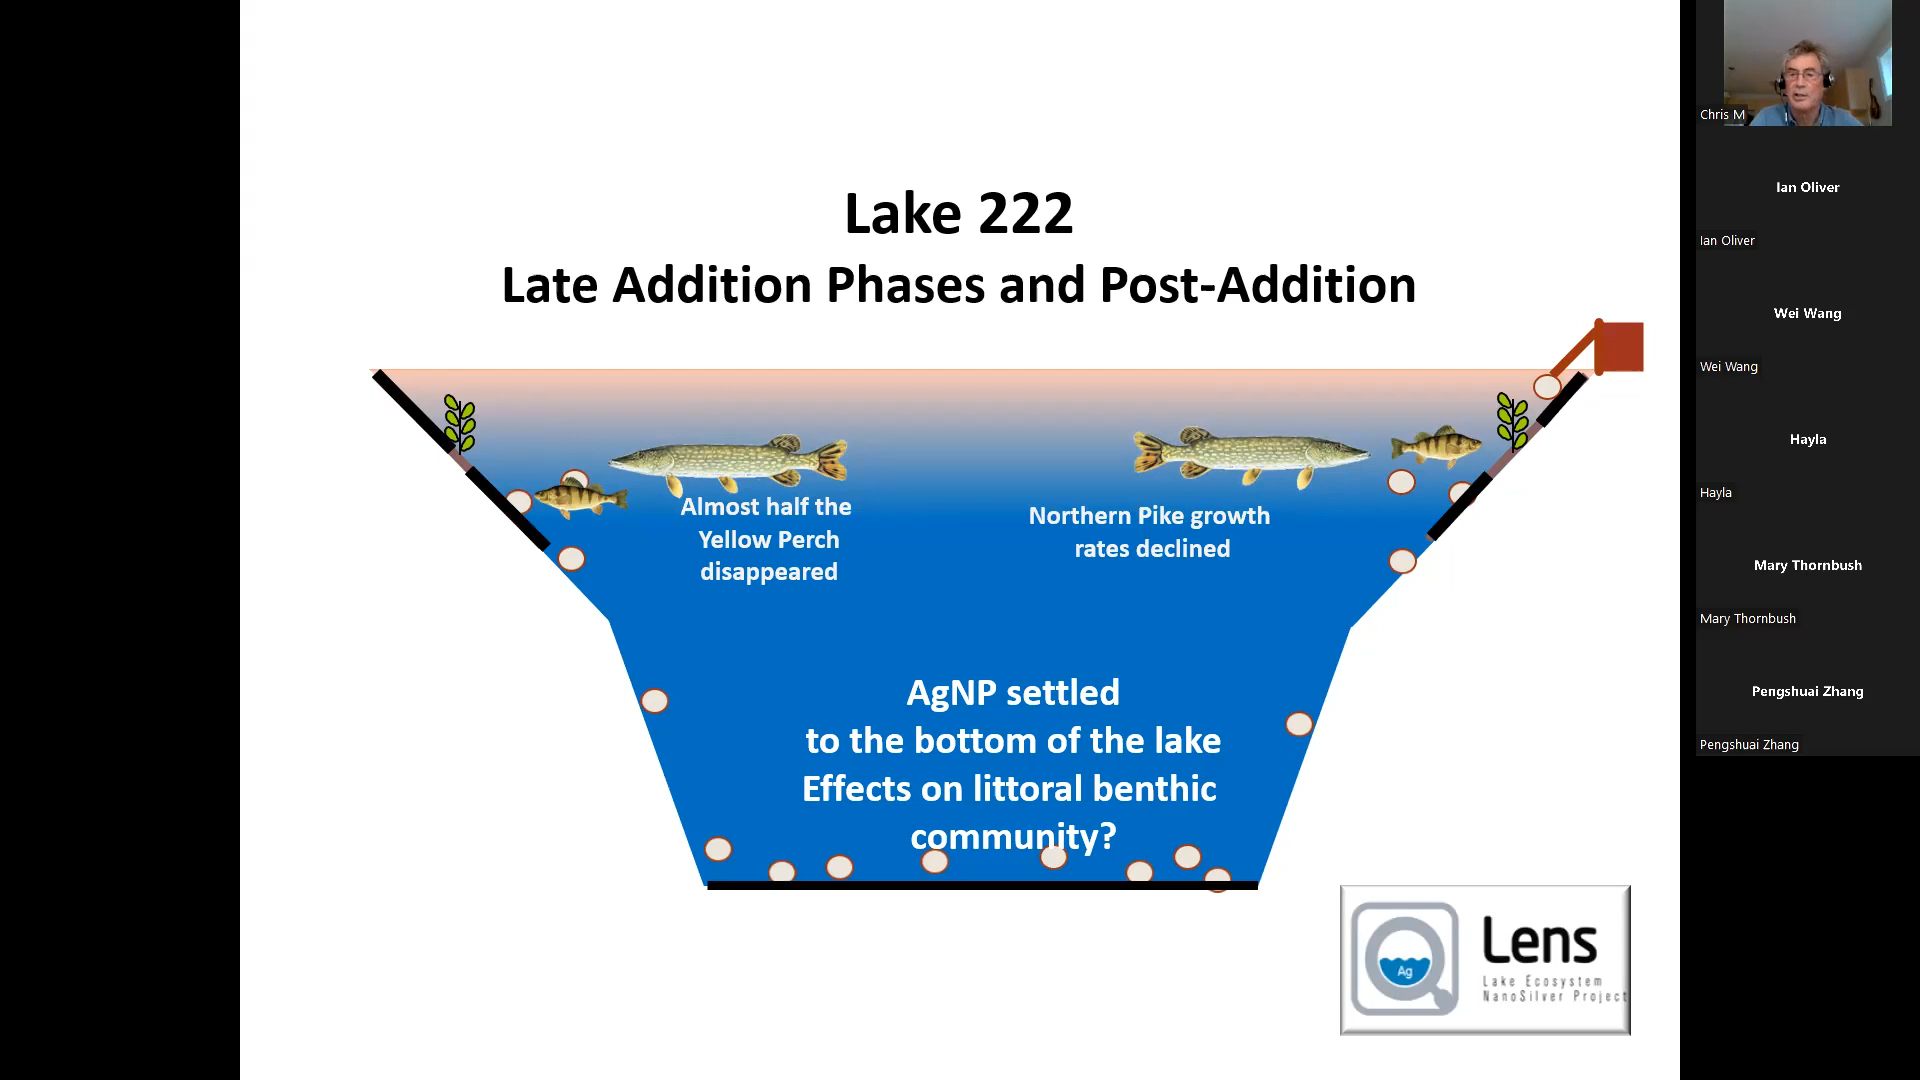 Lake 222
Late Addition Phases and Post-Addition
Almost half the
Yellow Perch
disappeared
Northern Pike growth
rates declined
AgNP settled
to the bottom of the lake
Effects on littoral benthic
community?
Ag
Lens
Lake Ecosystem
NanoSilver Project
Chris M
Ian Oliver
Ian Oliver
Wei Wang
Wei Wang
Hayla
Hayla
Mary Thornbush
Mary Thornbush
Pengshuai Zhang
Pengshuai Zhang